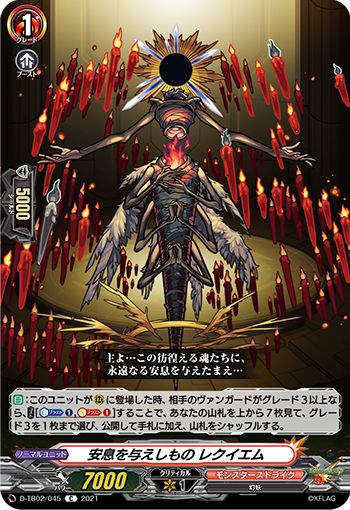 1
グレード
ブースト
5000
シールド
主よ…この彷徨える魂たちに、
永遠なる安息を与えたまえ…
自:このユニットがRに登場した時、相手のヴァンガードがグレード3以上な
ら、【カウンターブラスト1, ソウルブラスト1】することで、あなたの山札を上から7枚見て、グレー
ド3を1枚まで選び、公開して手札に加え、山札をシャッフルする。
ノーマルユニット
安息を与えしもの レクイエム
パワー 7000
クリティカル
1
モンスターストライク
D-TB02/045 C 2021
幻妖
©XFLAG